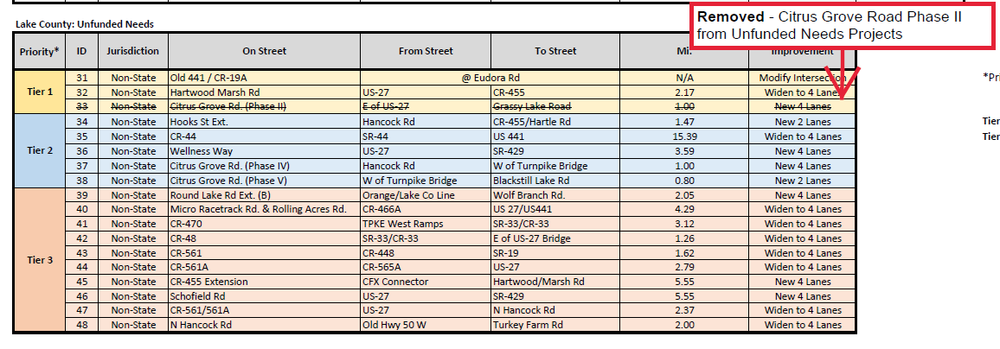 Removed - Citrus Grove Road Phase II
from Unfunded Needs Projects
Lake County: Unfunded Needs
Priority* ID Jurisdiction On Street From Street To Street Mi. Improvement
Tier 1
31 Non-State Old 441 / CR-19A @ Eudora Rd N/A Modify Intersection
32 Non-State Hartwood Marsh Rd US-27 CR-455 2.17 Widen to 4 Lanes
33 Non-State Citrus Grove Rd. (Phase II) E of US-27 Grassy Lake Road 1.00 New 4 Lanes
Tier 2
34 Non-State Hooks St Ext. Hancock Rd CR-455/Hartle Rd 1.47 New 2 Lanes
35 Non-State CR-44 SR-44 US 441 15.39 Widen to 4 Lanes
36 Non-State Wellness Way US-27 SR-429 3.59 New 4 Lanes
37 Non-State Citrus Grove Rd. (Phase IV) Hancock Rd W of Turnpike Bridge 1.00 New 4 Lanes
38 Non-State Citrus Grove Rd. (Phase V) W of Turnpike Bridge Blackstill Lake Rd 0.80 New 2 Lanes
Tier 3
39 Non-State Round Lake Rd Ext. (B) Orange/Lake Co Line Wolf Branch Rd. 2.05 New 4 Lanes
40 Non-State Micro Racetrack Rd. & Rolling Acres Rd. CR-466A US 27/US441 4.29 Widen to 4 Lanes
41 Non-State CR-470 TPKE West Ramps SR-33/CR-33 3.12 Widen to 4 Lanes
42 Non-State CR-48 SR-33/CR-33 E of US-27 Bridge 1.26 Widen to 4 Lanes
43 Non-State CR-561 CR-448 SR-19 1.62 Widen to 4 Lanes
44 Non-State CR-561A CR-565A US-27 2.79 Widen to 4 Lanes
45 Non-State CR-455 Extension CFX Connector Hartwood/Marsh Rd 5.55 New 4 Lanes
46 Non-State Schofield Rd US-27 SR-429 5.55 New 4 Lanes
47 Non-State CR-561/561A US-27 N Hancock Rd 2.37 Widen to 4 Lanes
48 Non-State N Hancock Rd Old Hwy 50 W Turkey Farm Rd 2.00 Widen to 4 Lanes
*Pri
Tier
Tier